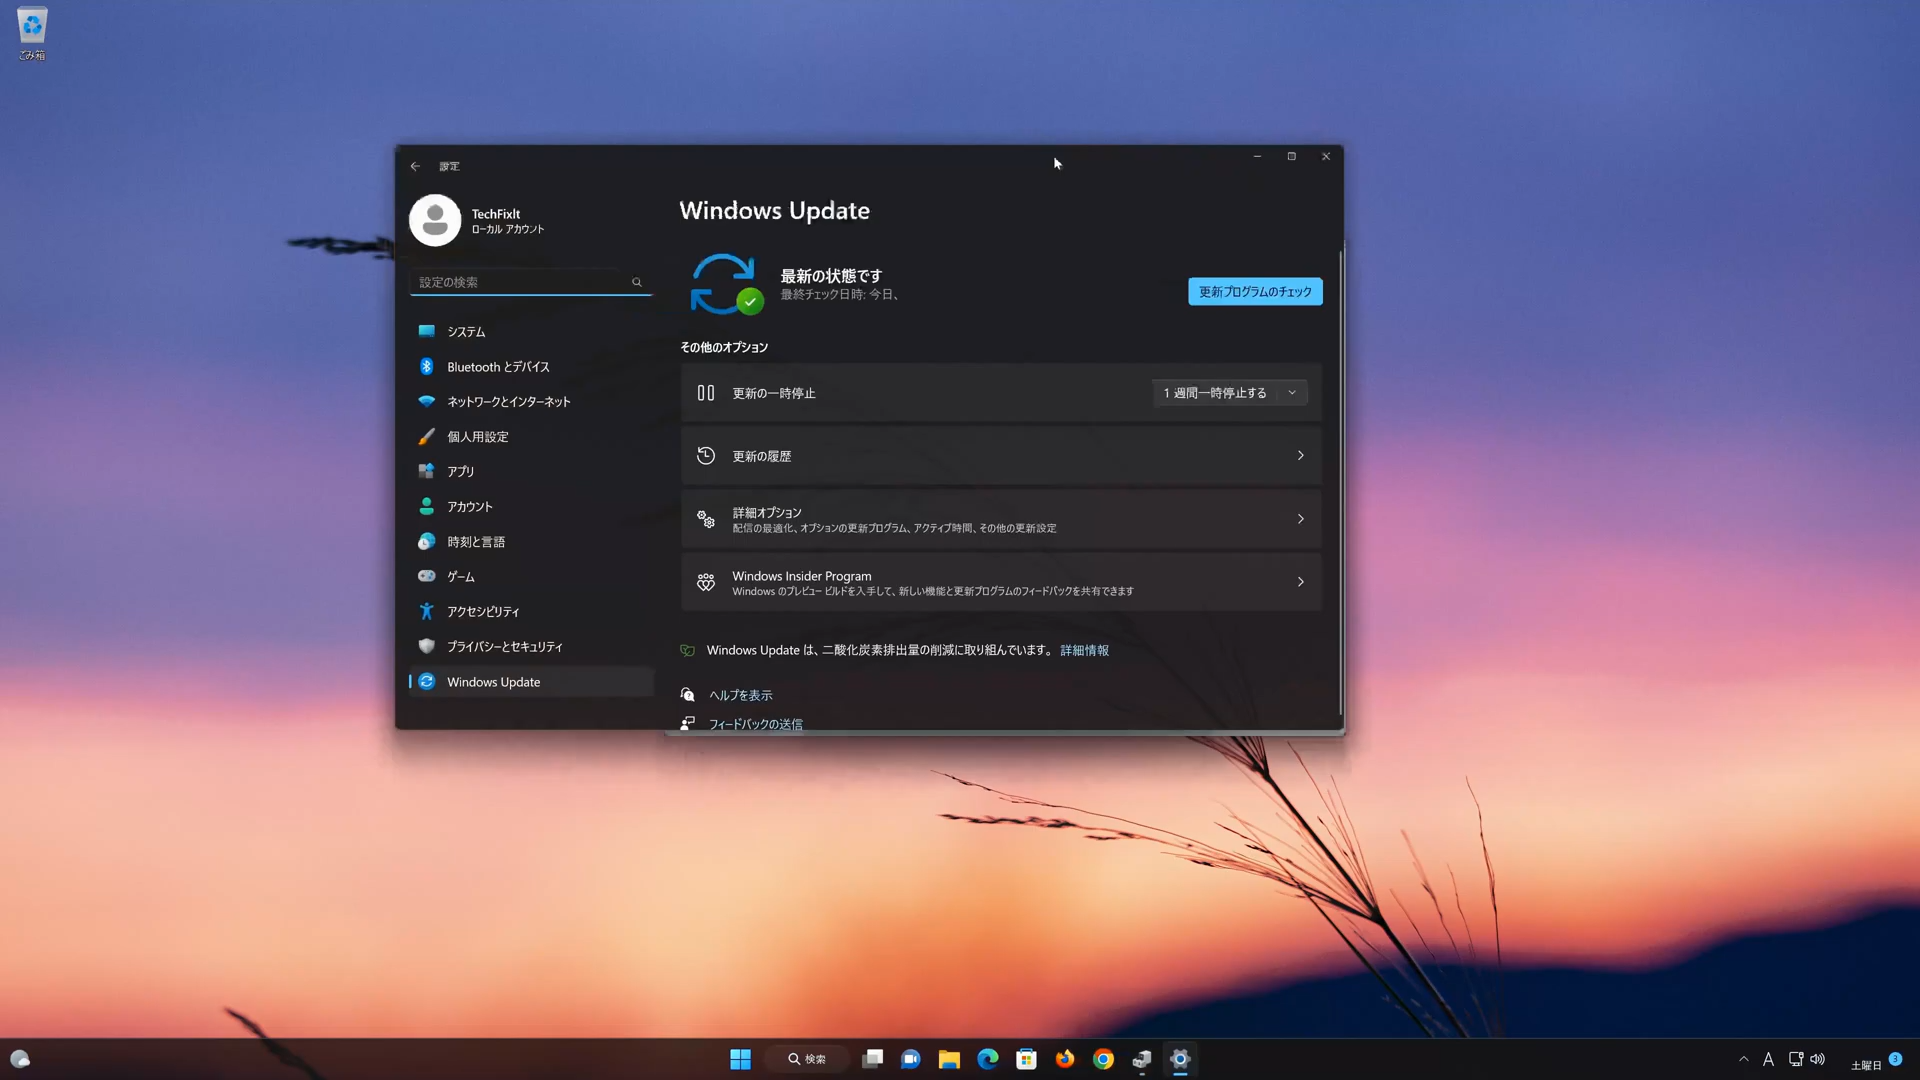 ごみ箱
設定
TechFixIt
ローカル アカウント
設定の検索
システム
Bluetooth とデバイス
ネットワークとインターネット
個人用設定
アプリ
アカウント
時刻と言語
ゲーム
アクセシビリティ
プライバシーとセキュリティ
Windows Update
Windows Update
最新の状態です
最終チェック日時: 今日、
更新プログラムのチェック
その他のオプション
更新の一時停止
1 週間一時停止する
更新の履歴
詳細オプション
配信の最適化、オプションの更新プログラム、アクティブ時間、その他の更新設定
Windows Insider Program
Windows のプレビュー ビルドを入手して、新しい機能と更新プログラムのフィードバックを共有できます
Windows Update は、二酸化炭素排出量の削減に取り組んでいます。 詳細情報
ヘルプを表示
フィードバックの送信
検索
A
土曜日
3